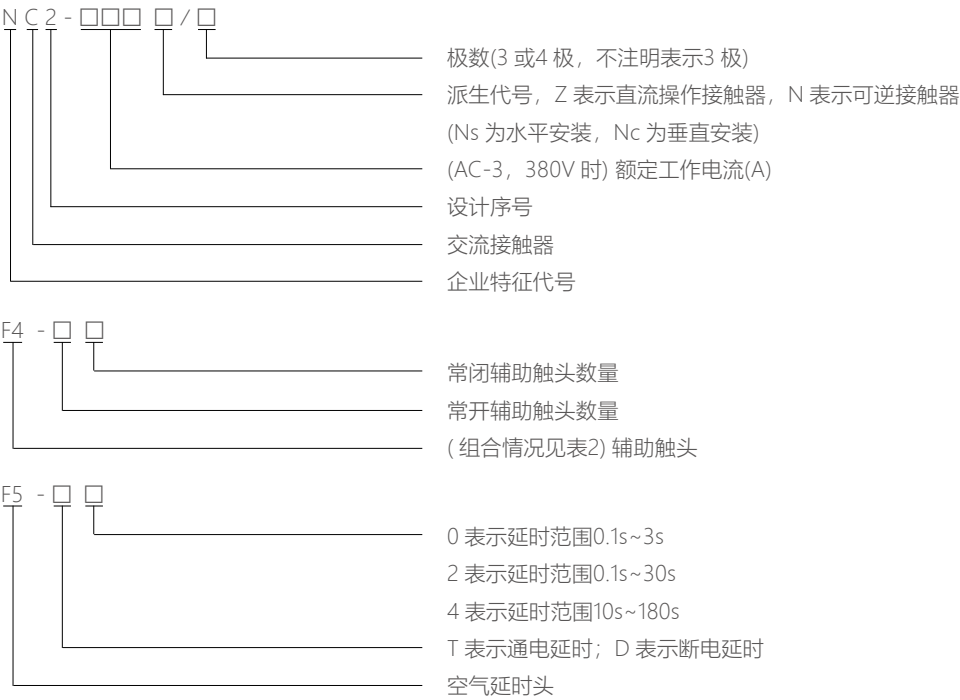 NC2-□□□ □/□
极数(3 或4 极，不注明表示3 极)
派生代号，Z 表示直流操作接触器，N 表示可逆接触器
(Ns 为水平安装，Nc 为垂直安装)
(AC-3，380V 时) 额定工作电流(A)
设计序号
交流接触器
企业特征代号
F4 -□ □
常闭辅助触头数量
常开辅助触头数量
( 组合情况见表2) 辅助触头
F5 -□ □
0 表示延时范围0.1s~3s
2 表示延时范围0.1s~30s
4 表示延时范围10s~180s
T 表示通电延时；D 表示断电延时
空气延时头